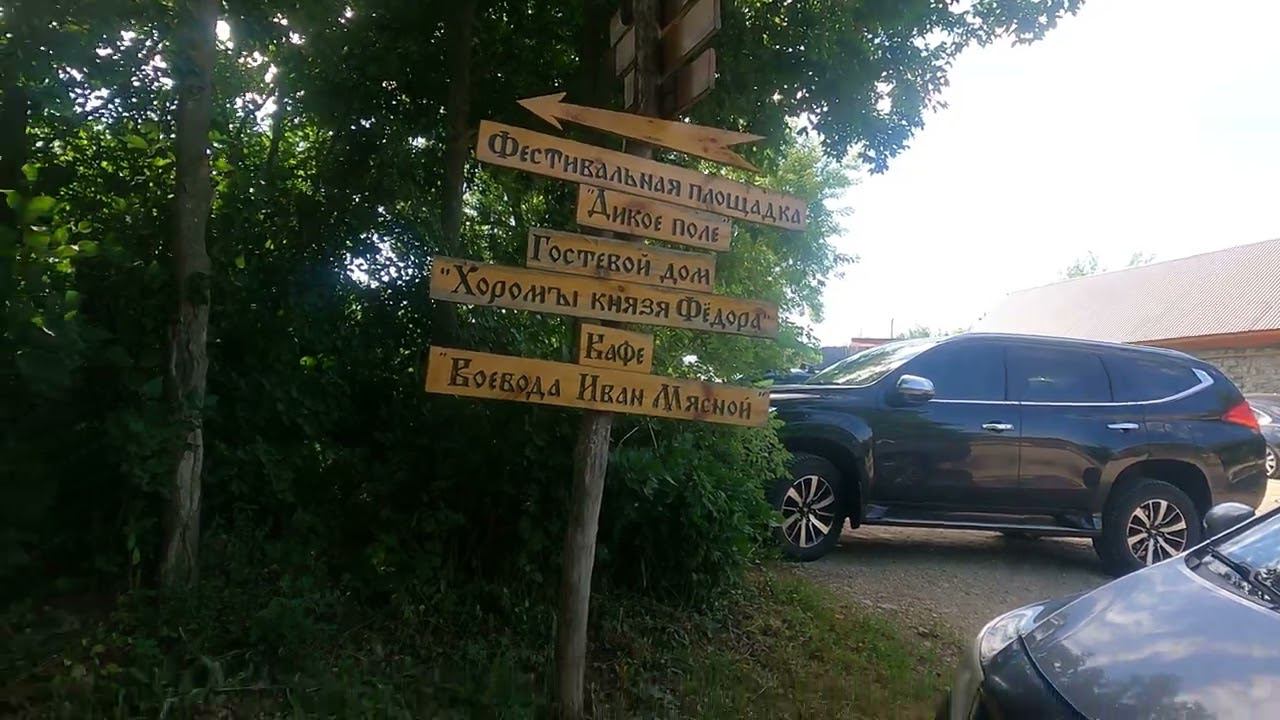 Фестивальная площадка
"Дикое поле"
Гостевой дом
"Хоромы князя Фёдора"
Кафе
"Воевода Иван Мясной"